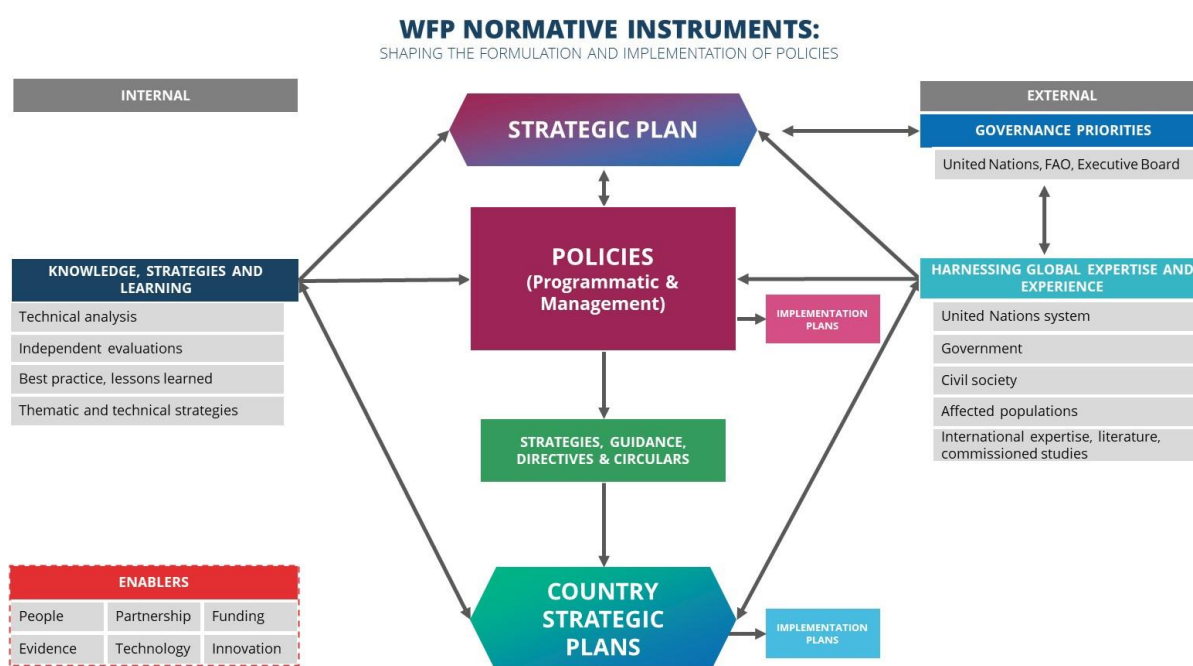 WFP NORMATIVE INSTRUMENTS:
SHAPING THE FORMULATION AND IMPLEMENTATION OF POLICIES
INTERNAL
KNOWLEDGE, STRATEGIES AND
LEARNING
Technical analysis
Independent evaluations
Best practice, lessons learned
Thematic and technical strategies
ENABLERS
People
Partnership
Funding
Evidence
Technology
Innovation
STRATEGIC PLAN
POLICIES
(Programmatic &
Management)
IMPLEMENTATION
PLANS
STRATEGIES, GUIDANCE,
DIRECTIVES & CIRCULARS
COUNTRY
STRATEGIC
PLANS
IMPLEMENTATION
PLANS
EXTERNAL
GOVERNANCE PRIORITIES
United Nations, FAO, Executive Board
HARNESSING GLOBAL EXPERTISE AND
EXPERIENCE
United Nations system
Government
Civil society
Affected populations
International expertise, literature,
commissioned studies